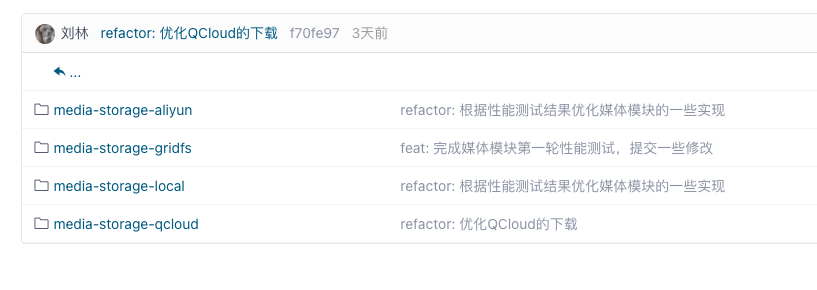 刘林 refactor: 优化QCloud的下载 f70fe97 3天前
...
media-storage-aliyun refactor: 根据性能测试结果优化媒体模块的一些实现
media-storage-gridfs feat: 完成媒体模块第一轮性能测试，提交一些修改
media-storage-local refactor: 根据性能测试结果优化媒体模块的一些实现
media-storage-qcloud refactor: 优化QCloud的下载